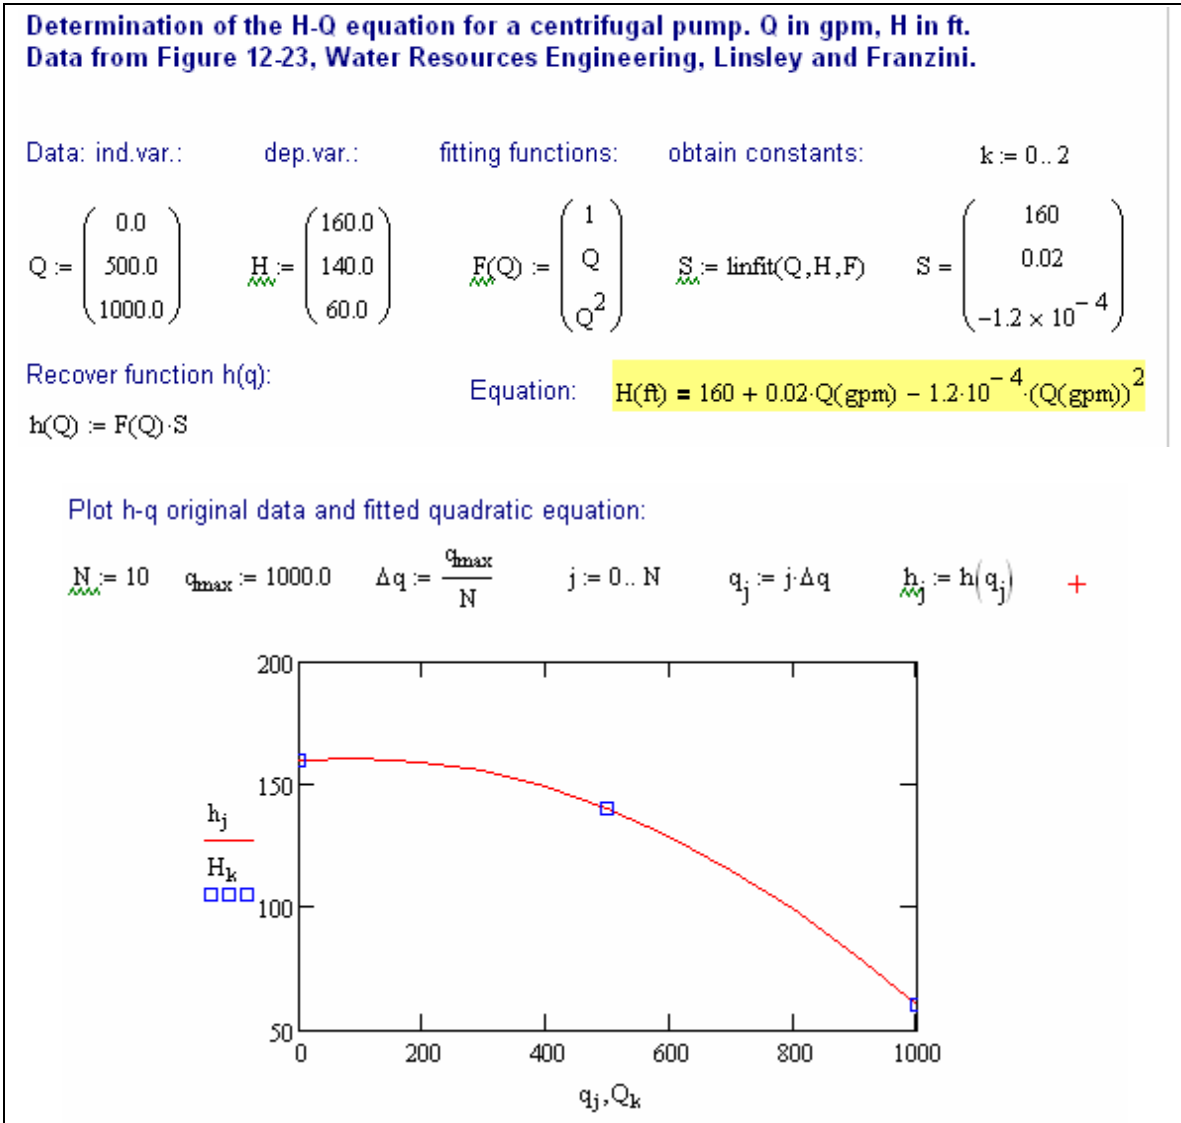 Determination of the H-Q equation for a centrifugal pump. Q in gpm, H in ft.
Data from Figure 12-23, Water Resources Engineering, Linsley and Franzini.
Data: ind.var.: dep.var.: fitting functions: obtain constants: k := 0.. 2
0.0 160.0 1 160
Q := 500.0 H := 140.0 F(Q) := Q S := linfit(Q,H,F) S = 0.02
1000.0 60.0 Q² −1.2 × 10⁻⁴
Recover function h(q):
Equation: H(ft) = 160 + 0.02·Q(gpm) − 1.2·10⁻⁴·(Q(gpm))²
h(Q) := F(Q)·S
Plot h-q original data and fitted quadratic equation:
N := 10 qmax := 1000.0 Δq := qmax/N j := 0.. N qj := j·Δq hj := h(qj) +
200
150
hj
Hk
100
50
0 200 400 600 800 1000
qj,Qk